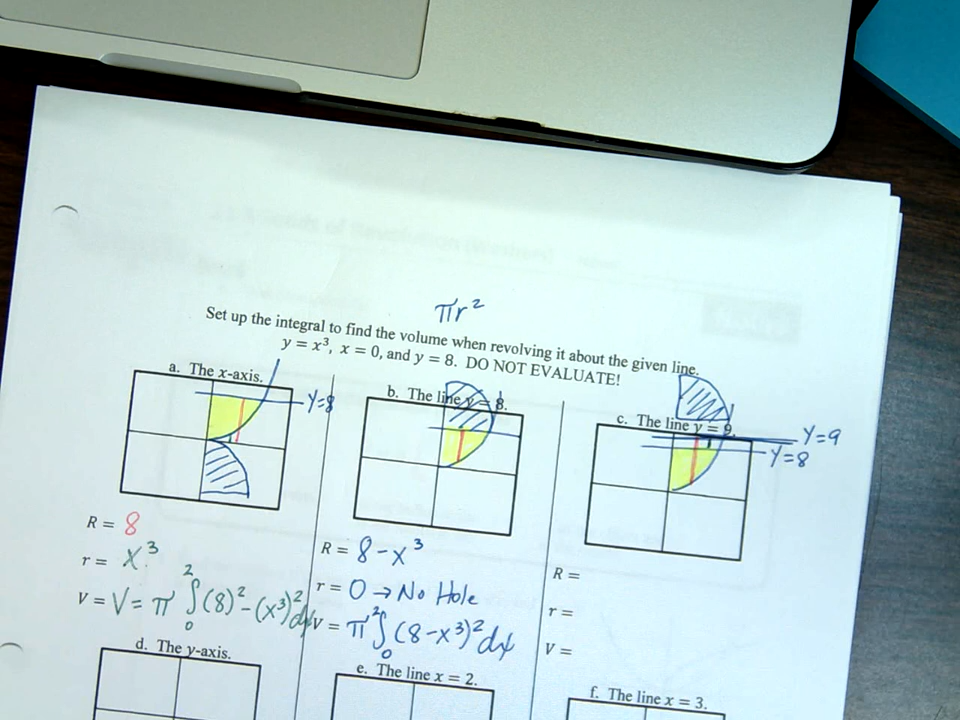 πr²
Set up the integral to find the volume when revolving it about the given line.
y = x³, x = 0, and y = 8. DO NOT EVALUATE!
a. The x-axis.
y=8
R = 8
r = x³
V = V = π ∫₀² (8)² - (x³)² dx
b. The line y = 8.
R = 8 - x³
r = 0 → No Hole
V = π ∫₀² (8-x³)² dx
c. The line y = 9.
y=9
y=8
R =
r =
V =
d. The y-axis.
e. The line x = 2.
f. The line x = 3.